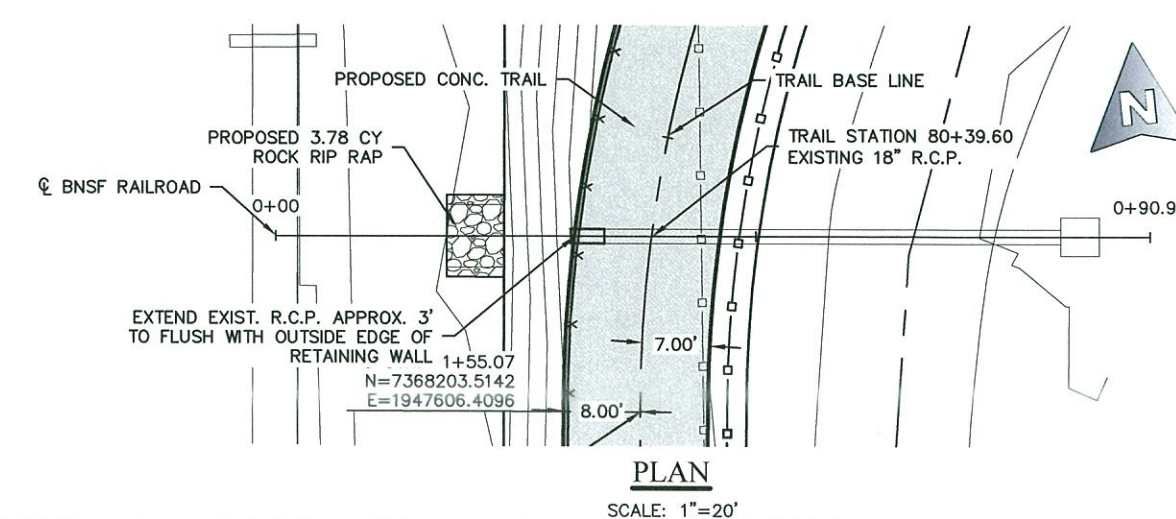 PROPOSED CONC. TRAIL
TRAIL BASE LINE
PROPOSED 3.78 CY
ROCK RIP RAP
TRAIL STATION 80+39.60
EXISTING 18" R.C.P.
N
℄ BNSF RAILROAD
0+00
0+90.9
EXTEND EXIST. R.C.P. APPROX. 3'
TO FLUSH WITH OUTSIDE EDGE OF
RETAINING WALL
1+55.07
N=7368203.5142
E=1947606.4096
7.00'
8.00'
PLAN
SCALE: 1"=20'